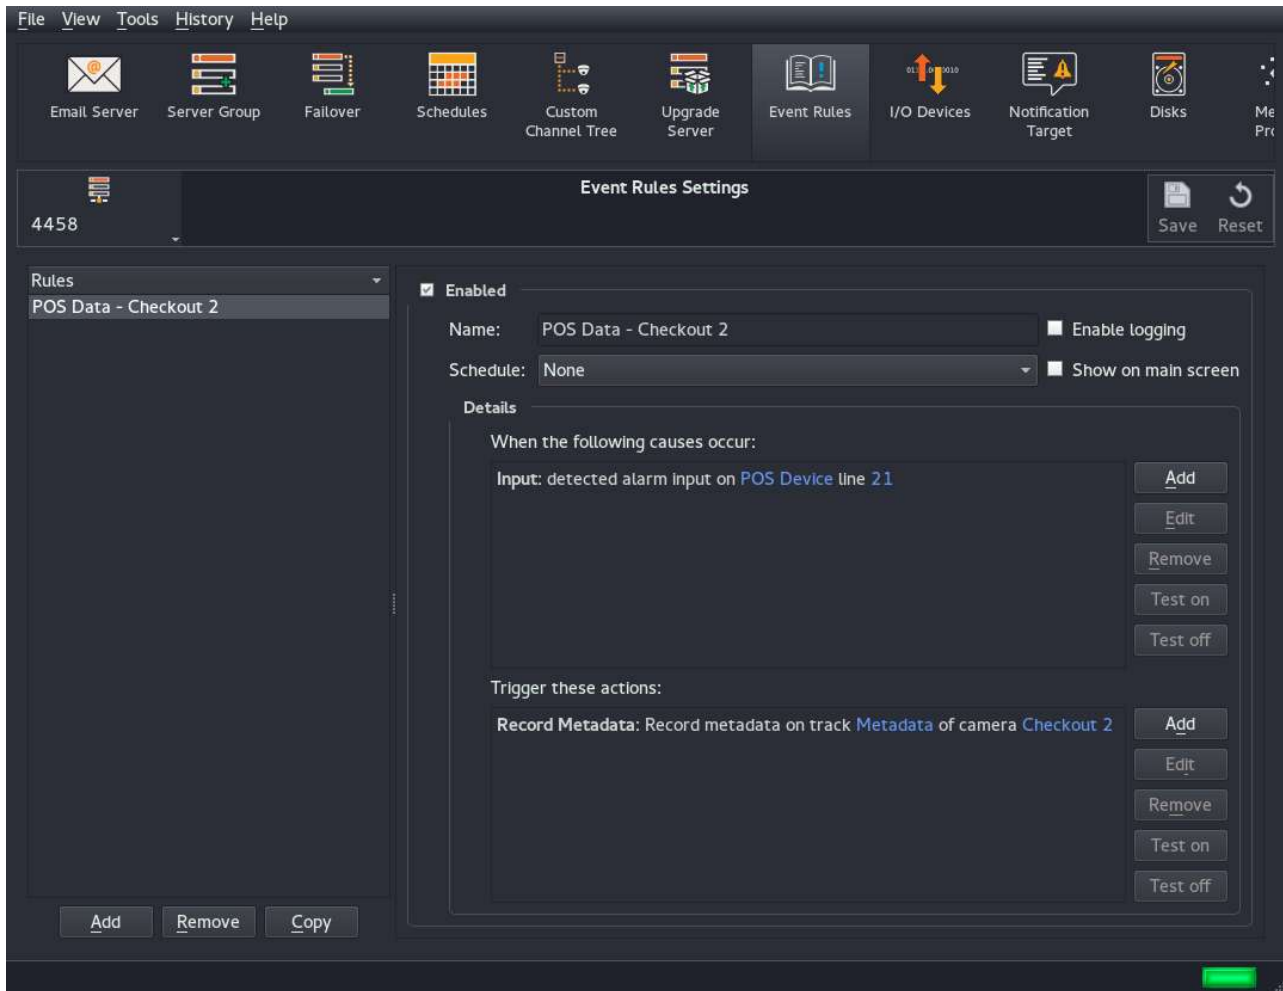 File View Tools History Help
Email Server
Server Group
Failover
Schedules
Custom
Channel Tree
Upgrade
Server
Event Rules
I/O Devices
Notification
Target
Disks
4458
Event Rules Settings
Save Reset
Rules
POS Data - Checkout 2
Add Remove Copy
Enabled
Name: POS Data - Checkout 2
Enable logging
Schedule: None
Show on main screen
Details
When the following causes occur:
Input: detected alarm input on POS Device line 21
Add
Edit
Remove
Test on
Test off
Trigger these actions:
Record Metadata: Record metadata on track Metadata of camera Checkout 2
Add
Edit
Remove
Test on
Test off